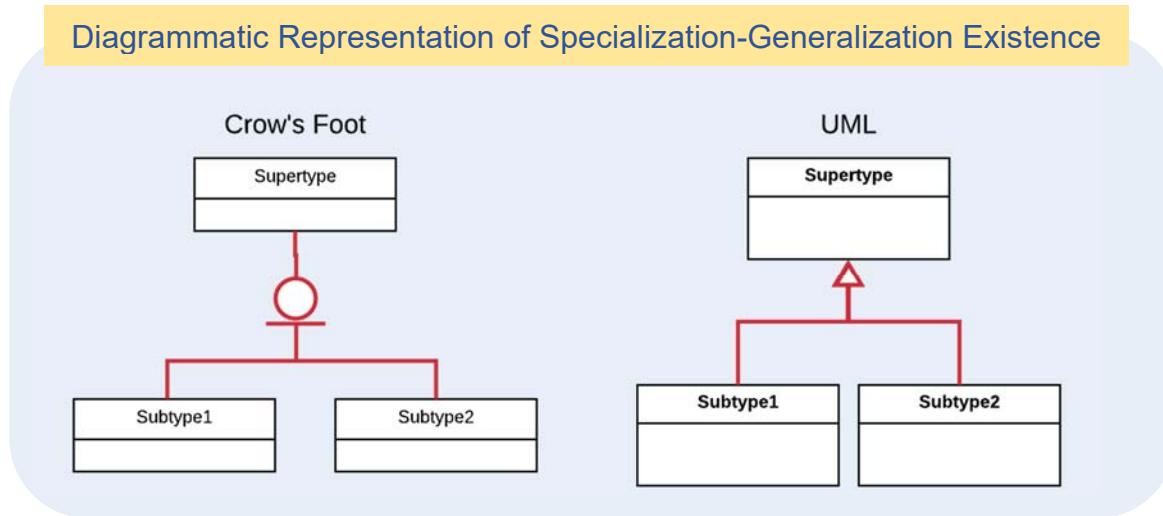 Diagrammatic Representation of Specialization-Generalization Existence
Crow's Foot
Supertype
Subtype1
Subtype2
UML
Supertype
Subtype1
Subtype2